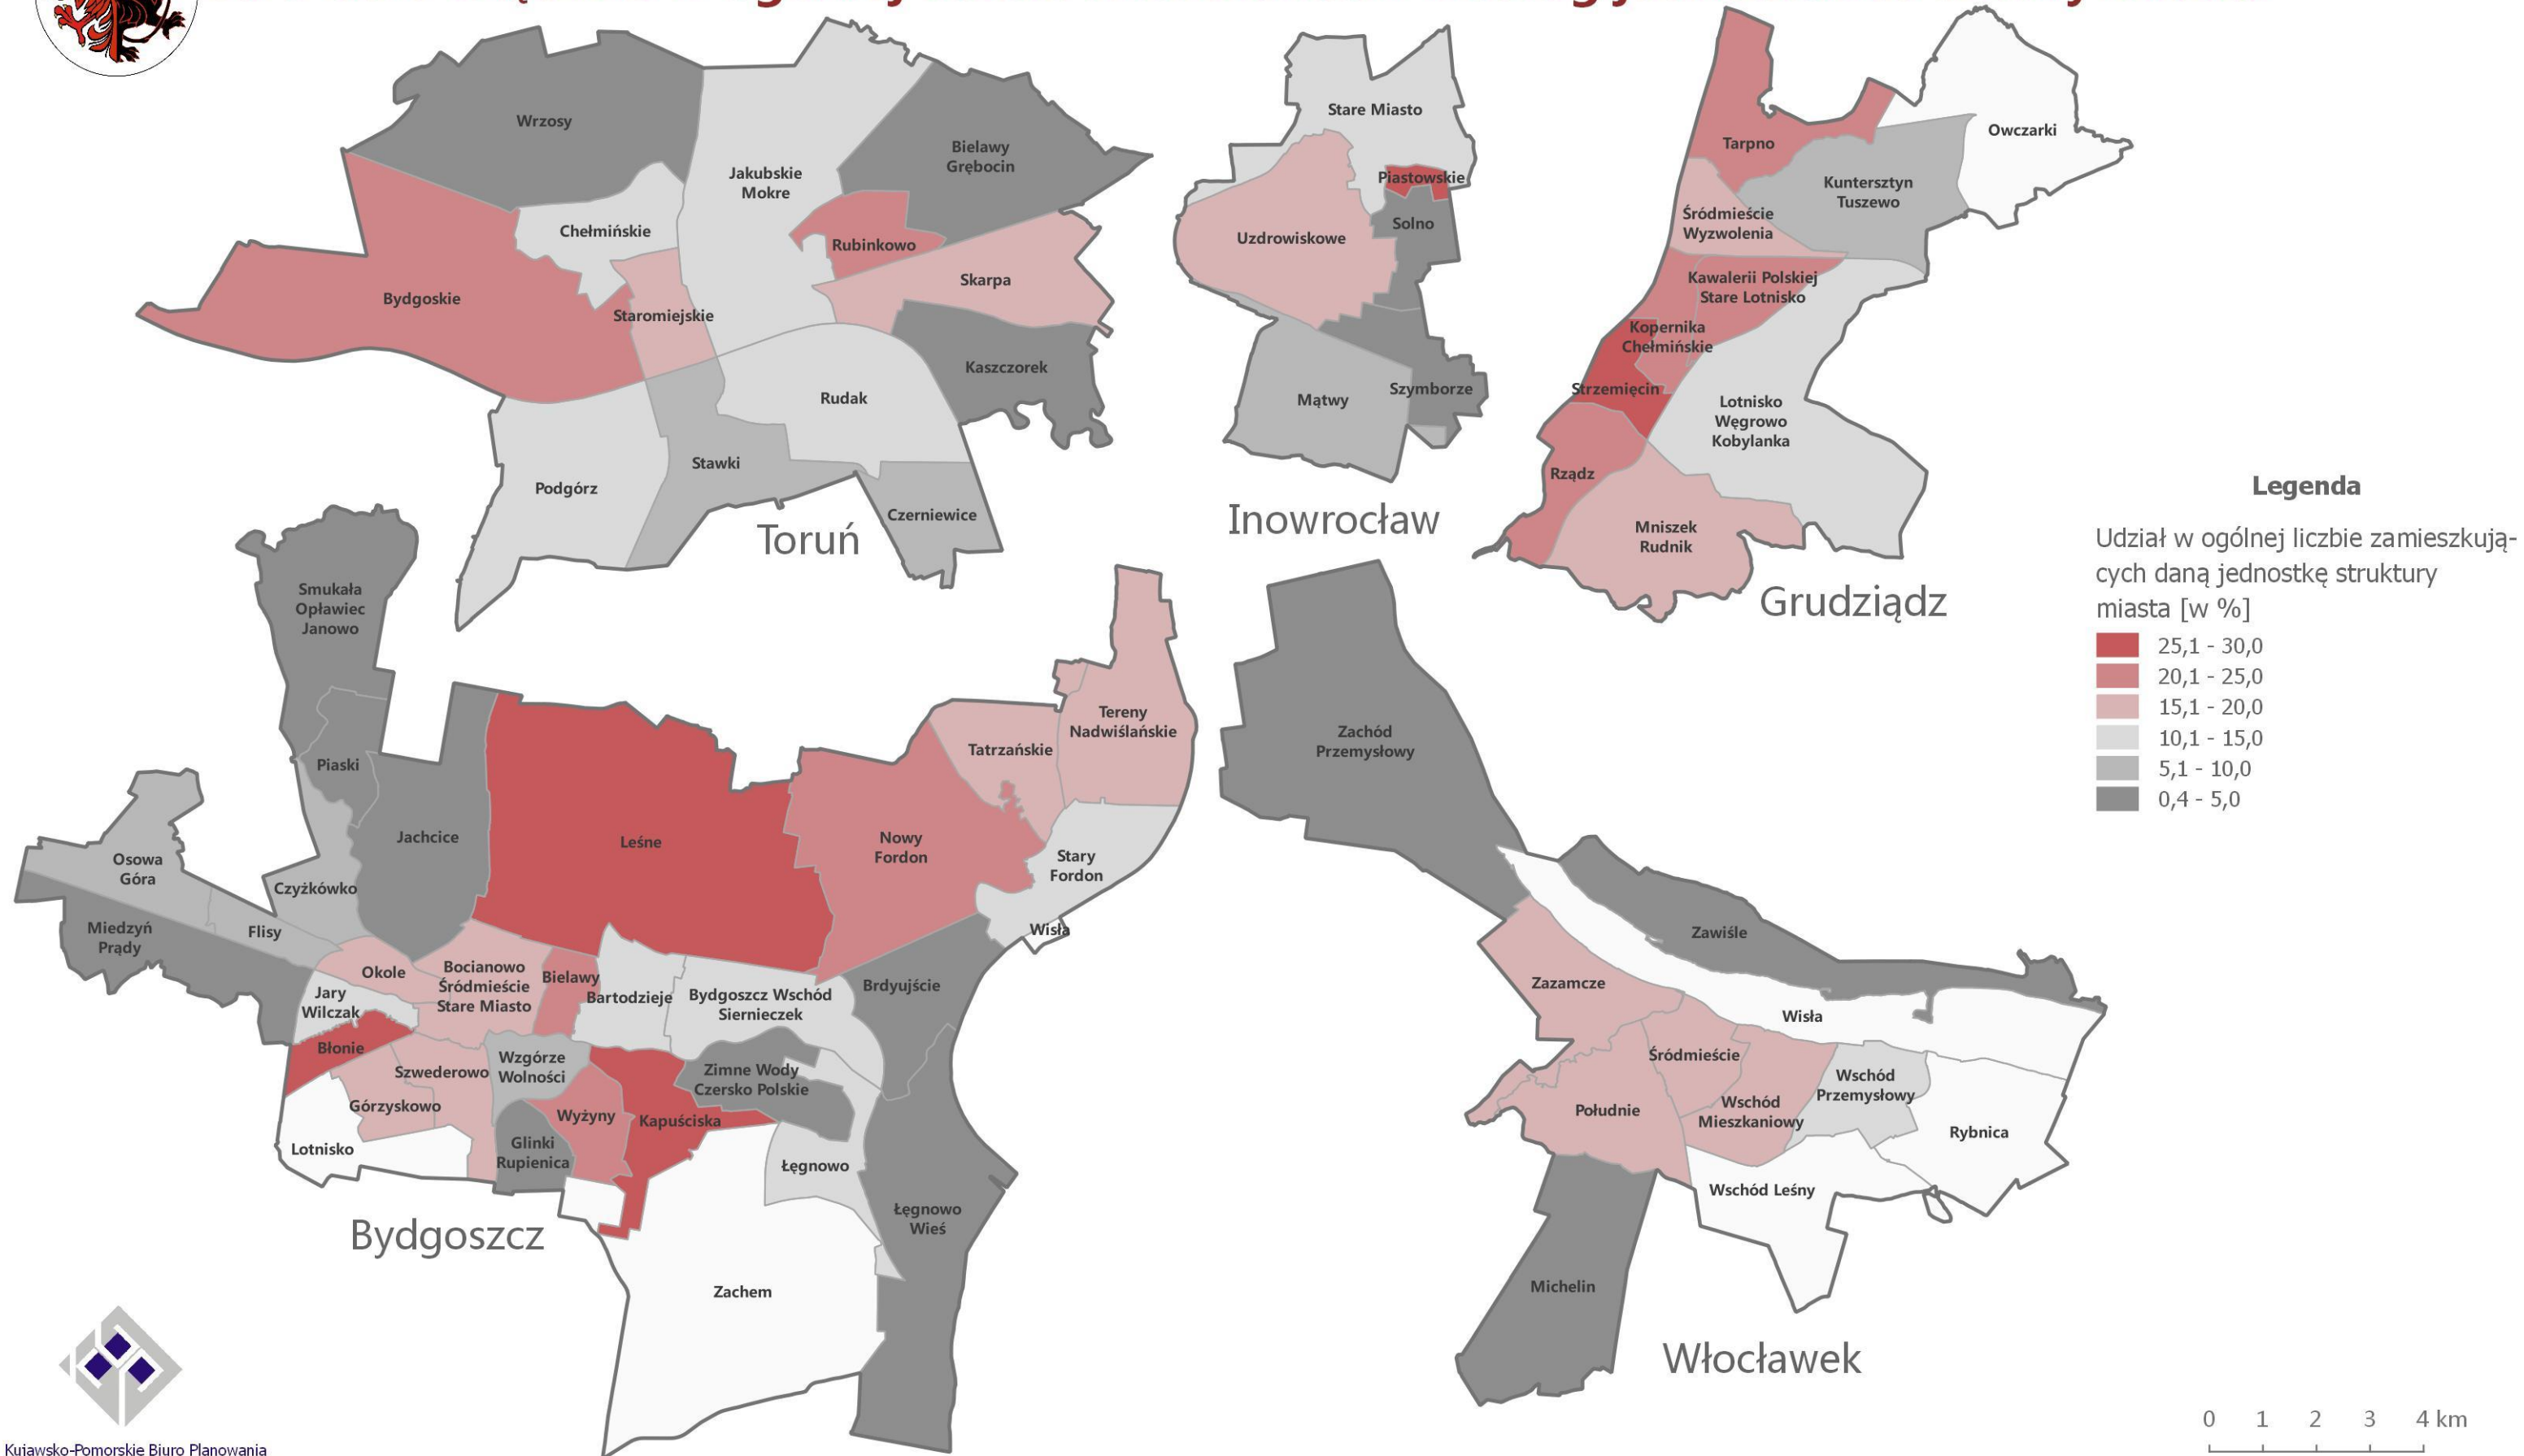 Wrzosy
Bielawy
Grębocin
Jakubskie
Mokre
Chełmińskie
Rubinkowo
Skarpa
Bydgoskie
Staromiejskie
Kaszczorek
Rudak
Stawki
Podgórz
Czerniewice
Toruń
Stare Miasto
Piastowskie
Solno
Uzdrowiskowe
Szymborze
Mątwy
Inowrocław
Owczarki
Tarpno
Kuntersztyn
Tuszewo
Śródmieście
Wyzwolenia
Kawalerii Polskiej
Stare Lotnisko
Kopernika
Chełmińskie
Strzemięcin
Lotnisko
Węgrowo
Kobylanka
Rządz
Mniszek
Rudnik
Grudziądz
Legenda
Udział w ogólnej liczbie zamieszkują-
cych daną jednostkę struktury
miasta [w %]
25,1 - 30,0
20,1 - 25,0
15,1 - 20,0
10,1 - 15,0
5,1 - 10,0
0,4 - 5,0
Smukała
Opławiec
Janowo
Piaski
Jachcice
Leśne
Nowy
Fordon
Tatrzańskie
Tereny
Nadwiślańskie
Stary
Fordon
Wisła
Osowa
Góra
Czyżkówko
Miedzyń
Prądy
Flisy
Okole
Bocianowo
Śródmieście
Stare Miasto
Bielawy
Bartodzieje
Bydgoszcz Wschód
Siernieczek
Brdyujście
Jary
Wilczak
Błonie
Szwederowo
Wzgórze
Wolności
Zimne Wody
Czersko Polskie
Górzyskowo
Wyżyny
Kapuściska
Lotnisko
Glinki
Rupienica
Łęgnowo
Łęgnowo
Wieś
Zachem
Bydgoszcz
Zachód
Przemysłowy
Zawiśle
Zazamcze
Wisła
Śródmieście
Południe
Wschód
Mieszkaniowy
Wschód
Przemysłowy
Rybnica
Wschód Leśny
Michelin
Włocławek
0 1 2 3 4 km
Kujawsko-Pomorskie Biuro Planowania